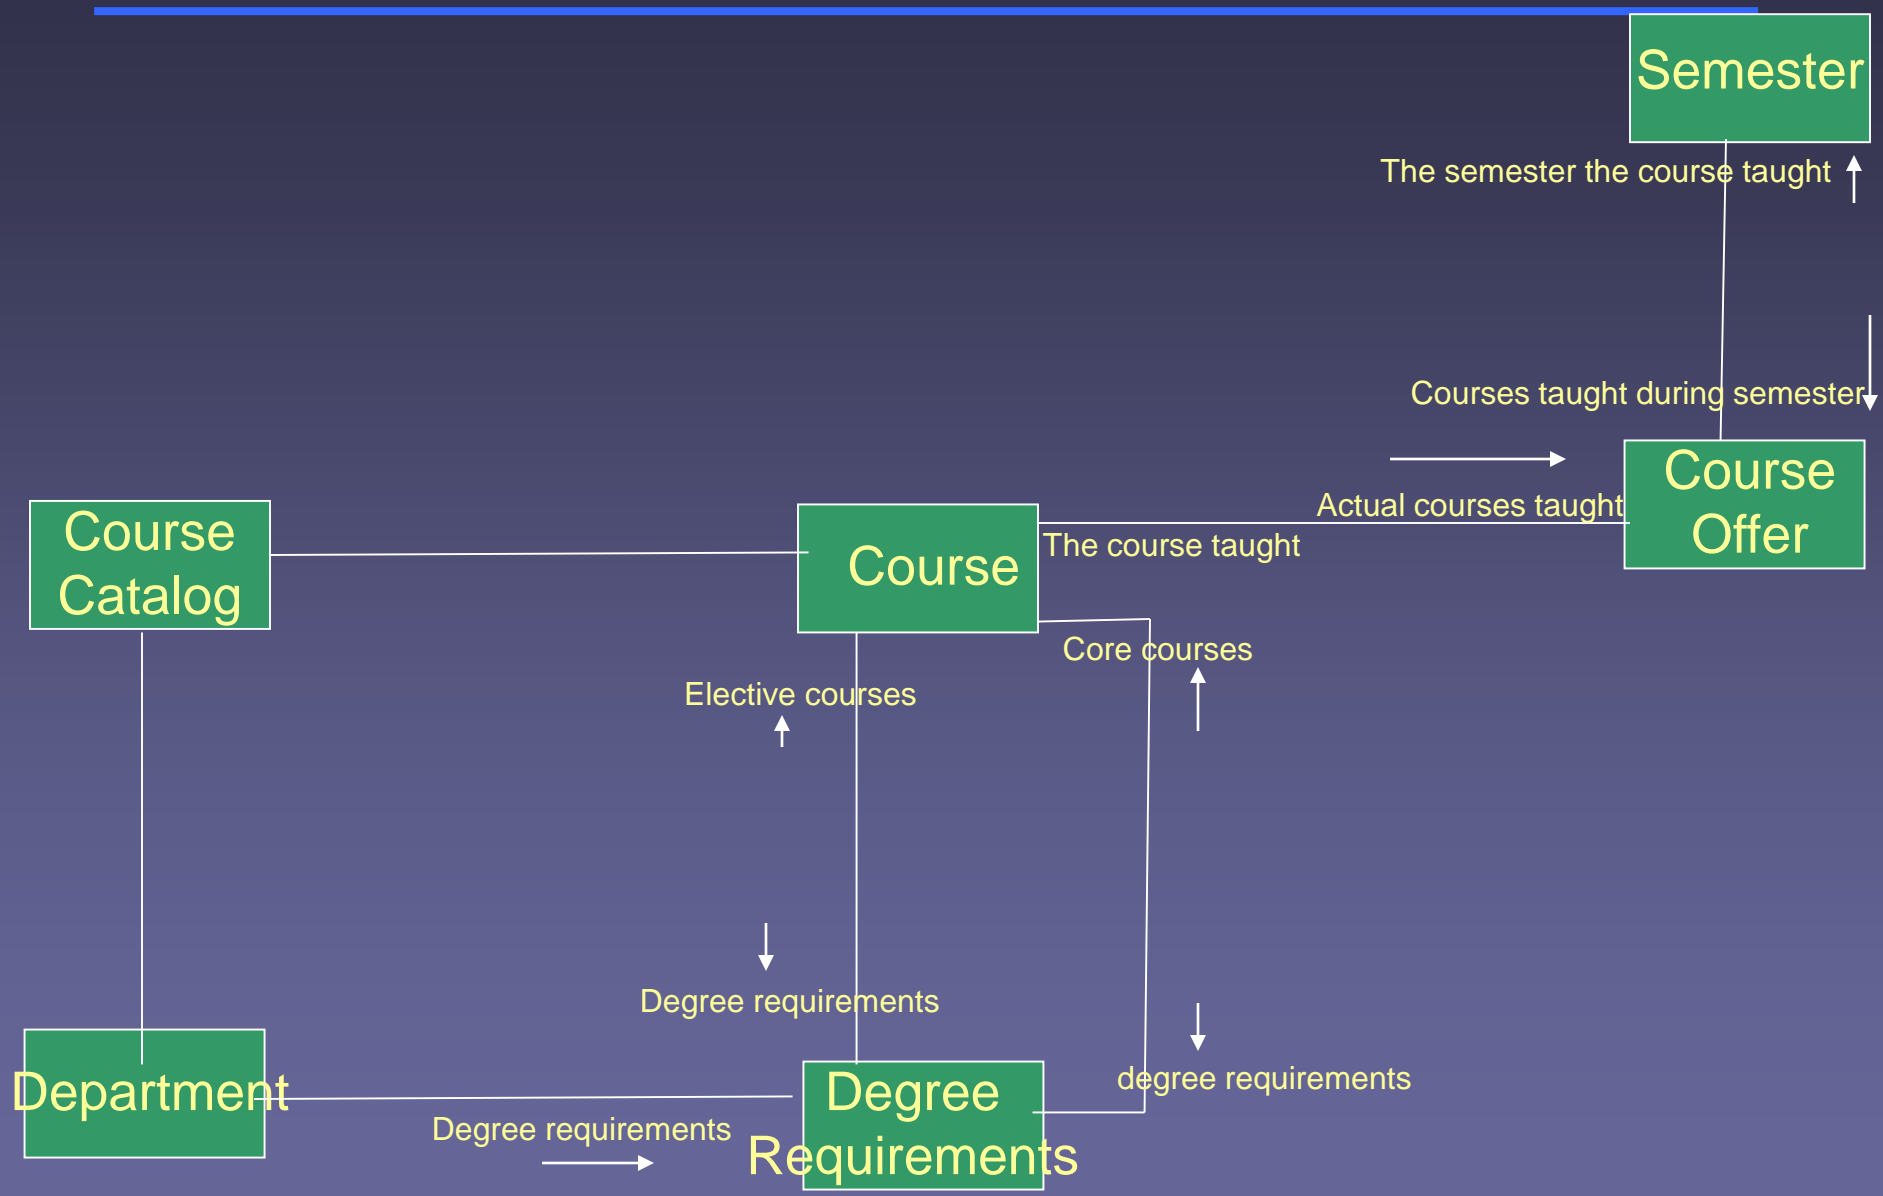 Semester
The semester the course taught
Courses taught during semester
Course
Offer
Actual courses taught
The course taught
Course
Catalog
Course
Core courses
Elective courses
Degree requirements
degree requirements
Department
Degree requirements
Degree
Requirements